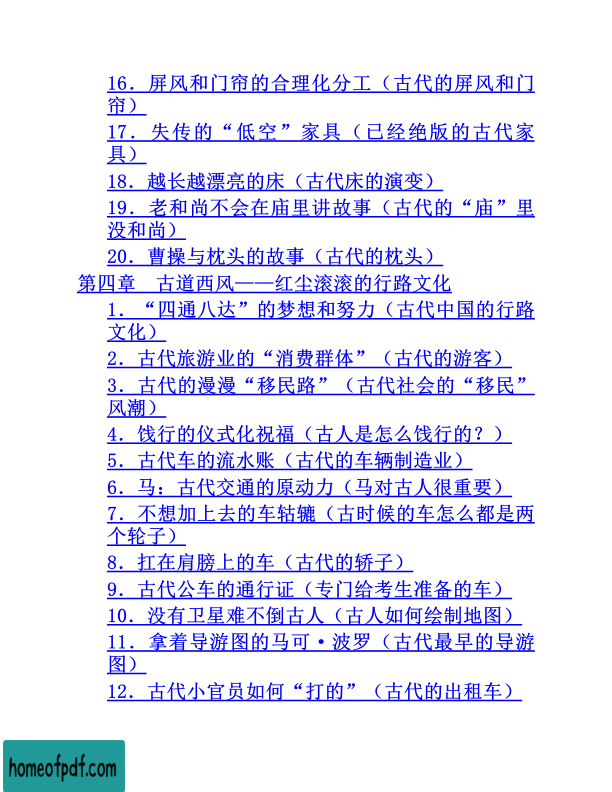 16．屏风和门帘的合理化分工（古代的屏风和门
帘）
17．失传的“低空”家具（已经绝版的古代家
具）
18．越长越漂亮的床（古代床的演变）
19．老和尚不会在庙里讲故事（古代的“庙”里
没和尚）
20．曹操与枕头的故事（古代的枕头）
第四章　古道西风——红尘滚滚的行路文化
1．“四通八达”的梦想和努力（古代中国的行路
文化）
2．古代旅游业的“消费群体”（古代的游客）
3．古代的漫漫“移民路”（古代社会的“移民”
风潮）
4．饯行的仪式化祝福（古人是怎么饯行的？）
5．古代车的流水账（古代的车辆制造业）
6．马：古代交通的原动力（马对古人很重要）
7．不想加上去的车轱辘（古时候的车怎么都是两
个轮子）
8．扛在肩膀上的车（古代的轿子）
9．古代公车的通行证（专门给考生准备的车）
10．没有卫星难不倒古人（古人如何绘制地图）
11．拿着导游图的马可·波罗（古代最早的导游
图）
12．古代小官员如何“打的”（古代的出租车）
homeofpdf.com